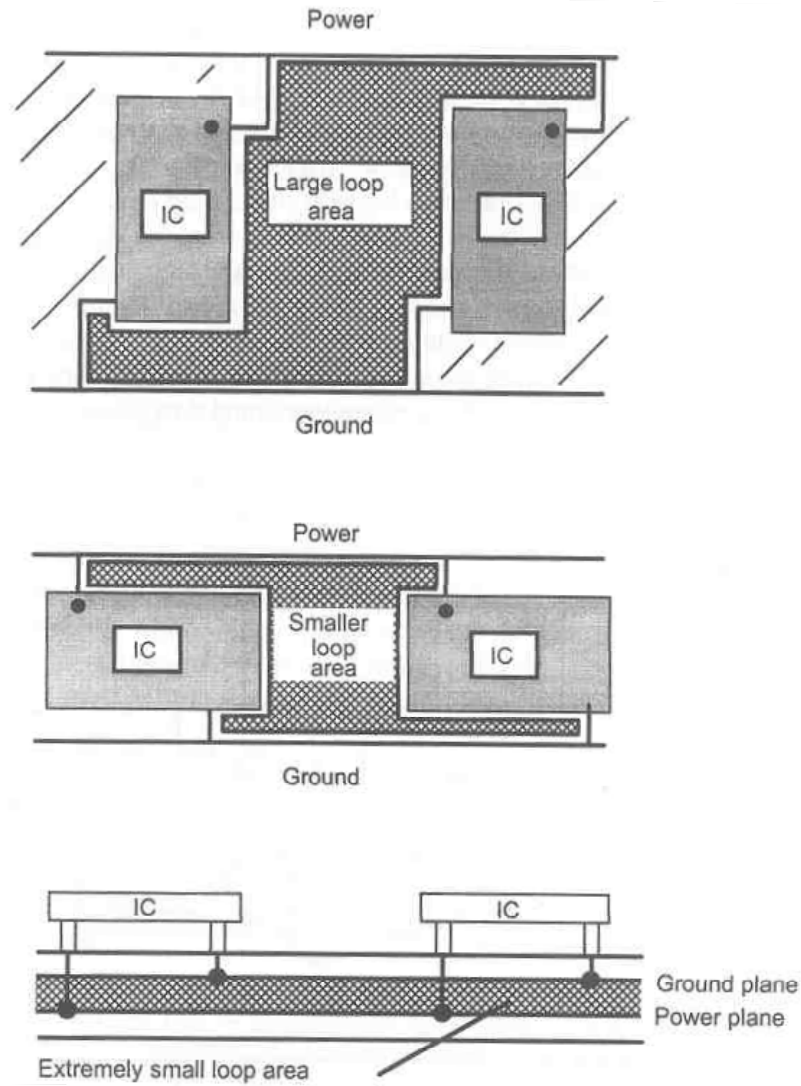 Power
IC
Large loop
area
IC
Ground
Power
IC
Smaller
loop
area
IC
Ground
IC
IC
Ground plane
Power plane
Extremely small loop area